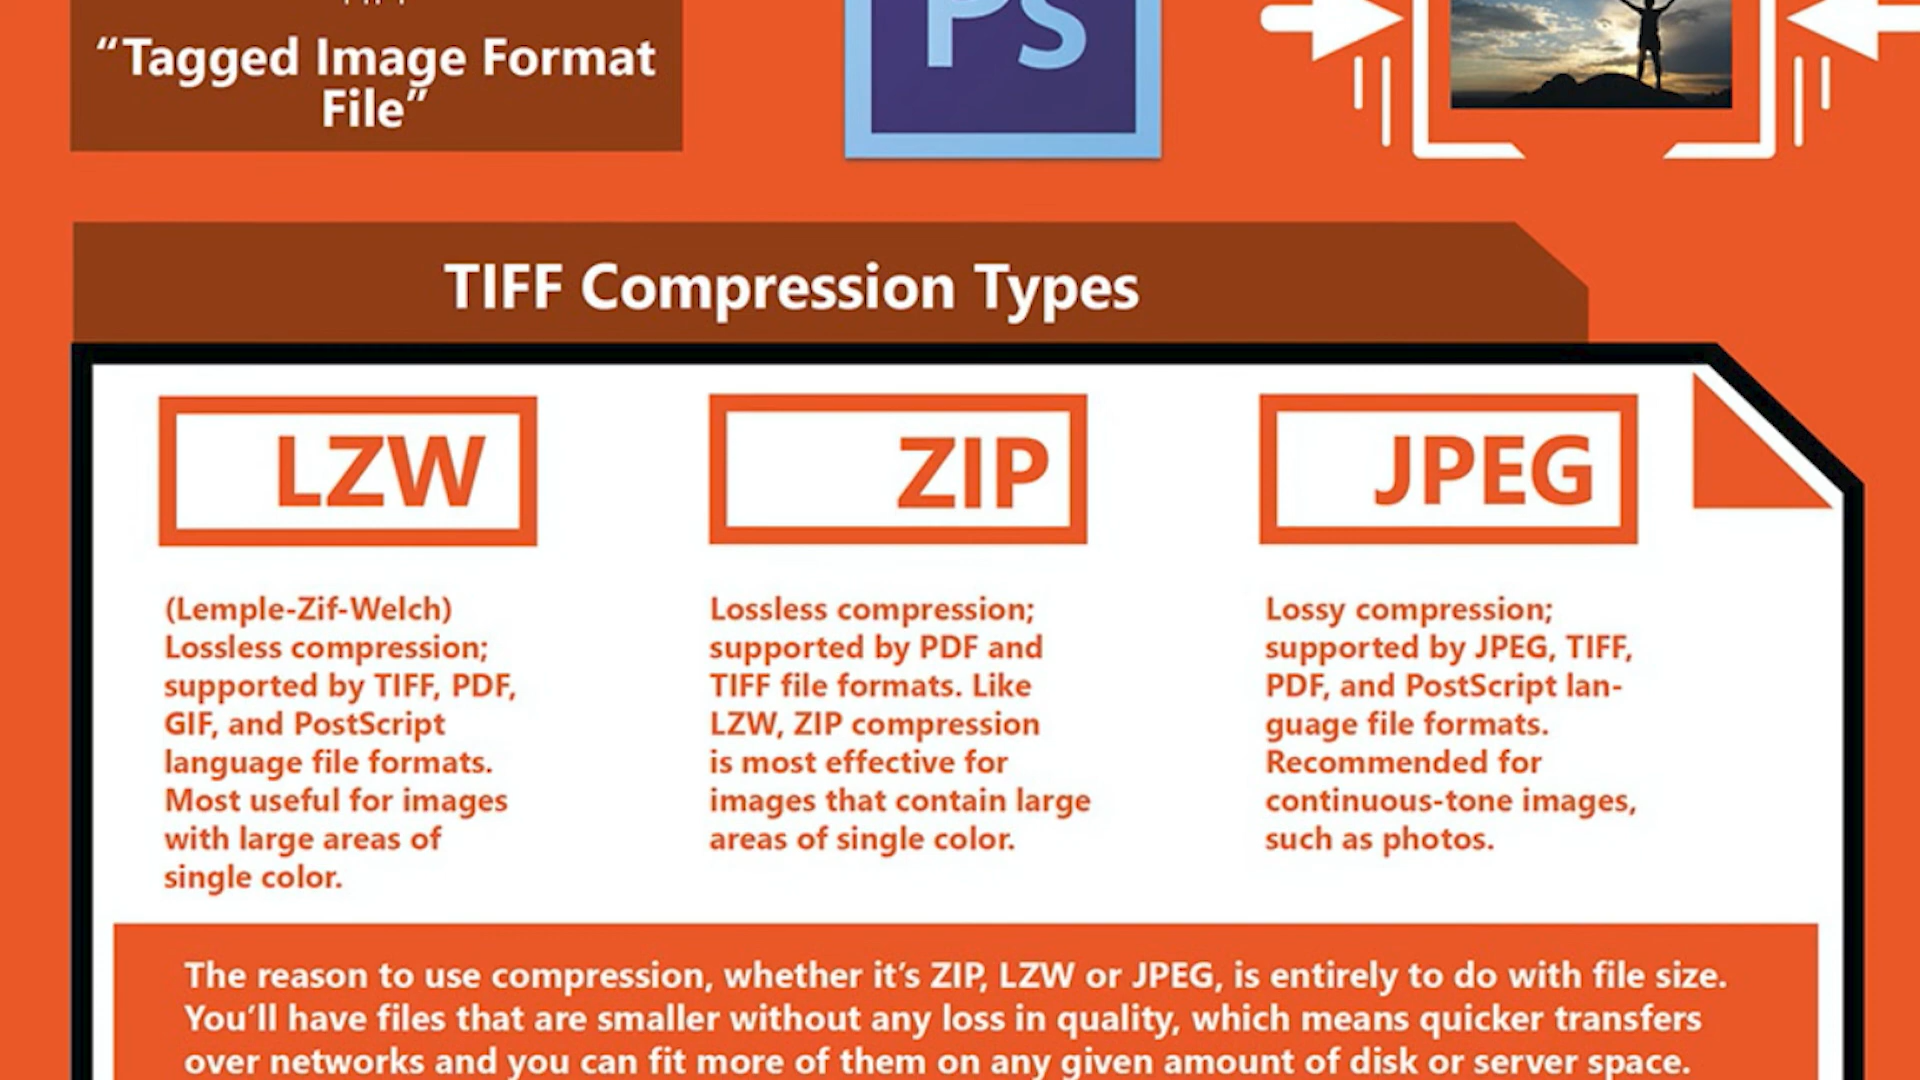 “Tagged Image Format
File”
Ps
TIFF Compression Types
LZW
ZIP
JPEG
(Lemple-Zif-Welch)
Lossless compression;
supported by TIFF, PDF,
GIF, and PostScript
language file formats.
Most useful for images
with large areas of
single color.
Lossless compression;
supported by PDF and
TIFF file formats. Like
LZW, ZIP compression
is most effective for
images that contain large
areas of single color.
Lossy compression;
supported by JPEG, TIFF,
PDF, and PostScript lan-
guage file formats.
Recommended for
continuous-tone images,
such as photos.
The reason to use compression, whether it’s ZIP, LZW or JPEG, is entirely to do with file size.
You’ll have files that are smaller without any loss in quality, which means quicker transfers
over networks and you can fit more of them on any given amount of disk or server space.